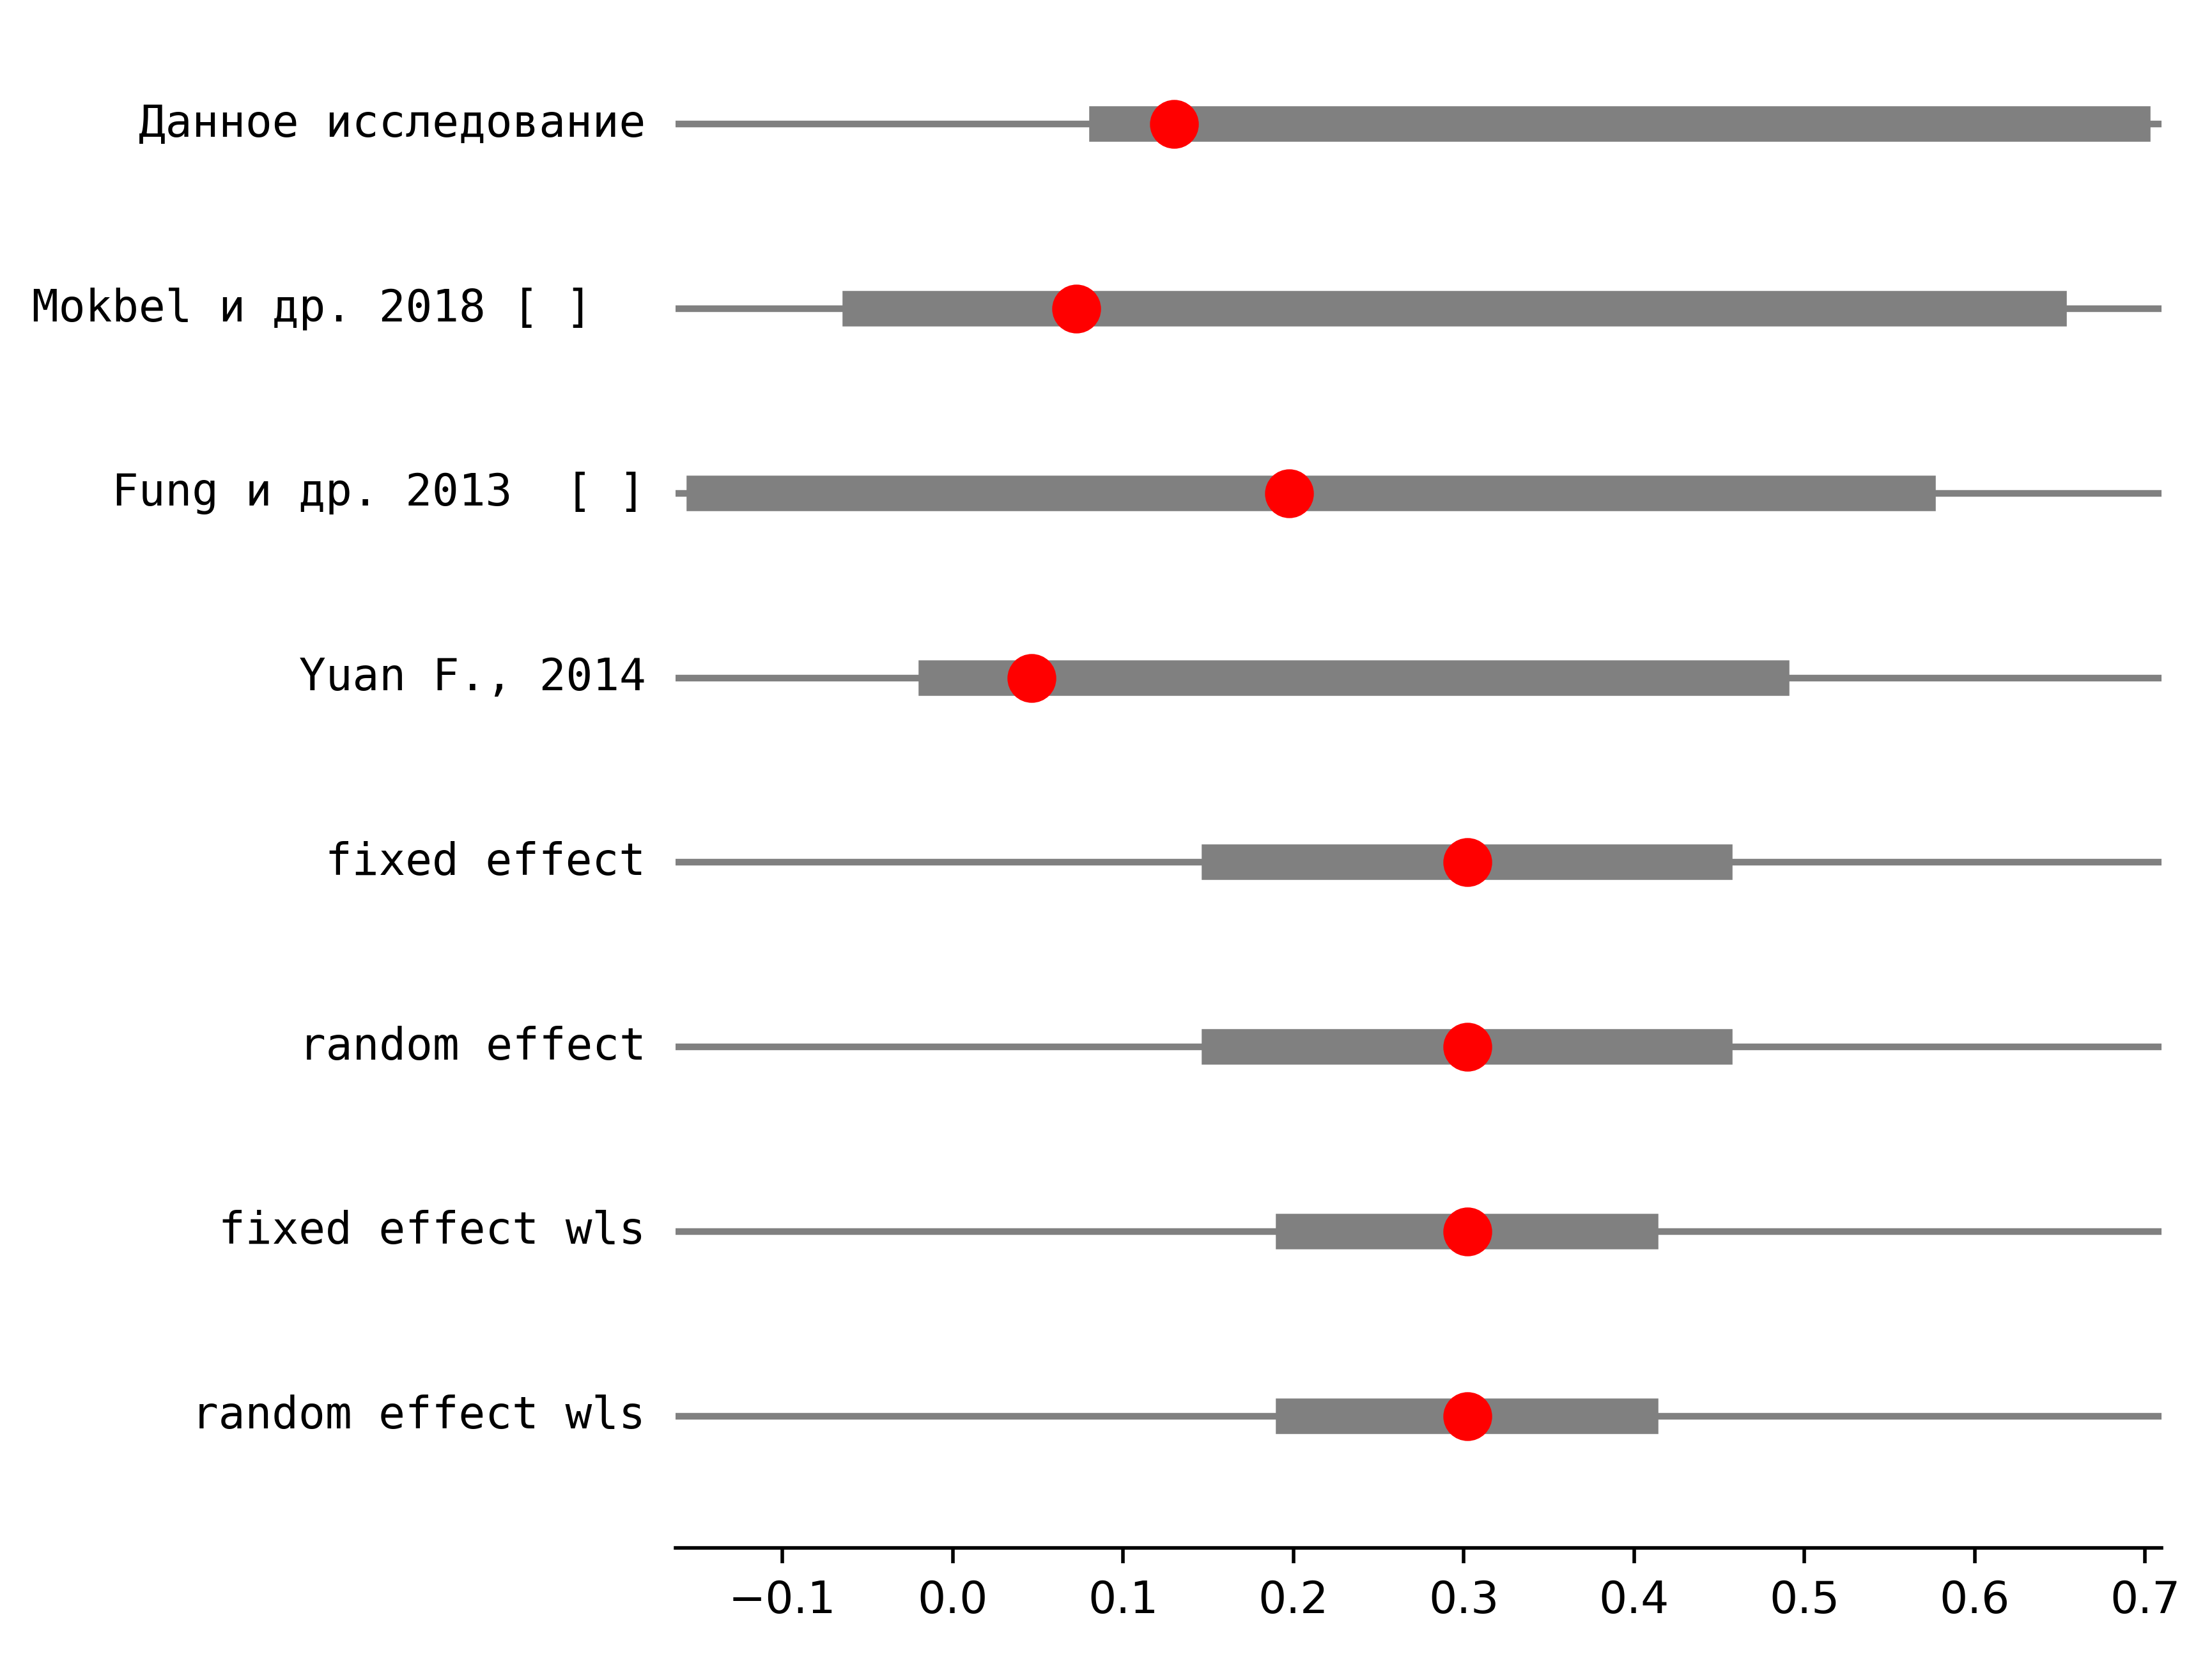 Данное исследование
Mokbel и др. 2018 [ ]
Fung и др. 2013  [ ]
Yuan F., 2014
fixed effect
random effect
fixed effect wls
random effect wls
−0.1 0.0 0.1 0.2 0.3 0.4 0.5 0.6 0.7